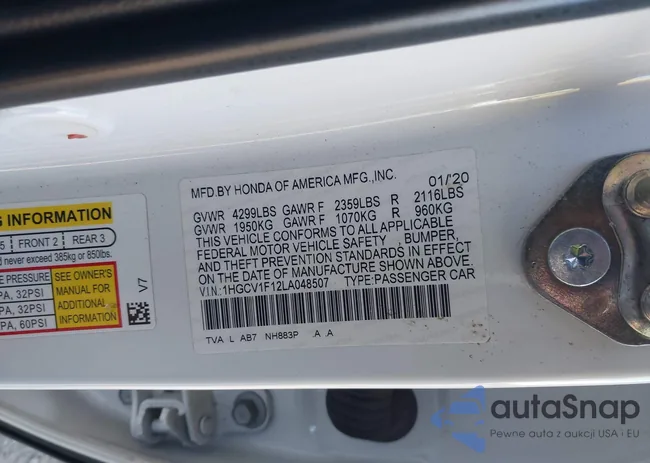 MFD.BY HONDA OF AMERICA MFG.,INC. 01/'20
GVWR 4299LBS GAWR F 2359LBS R 2116LBS
GVWR 1950KG GAWR F 1070KG R 960KG
THIS VEHICLE CONFORMS TO ALL APPLICABLE
FEDERAL MOTOR VEHICLE SAFETY , BUMPER,
AND THEFT PREVENTION STANDARDS IN EFFECT
ON THE DATE OF MANUFACTURE SHOWN ABOVE.
V I N : 1HGCV1F12LA048507 TYPE:PASSENGER CAR
TVA L AB7 NH883P .A A
G INFORMATION
5 FRONT 2 REAR 3
d never exceed 385kg or 850lbs.
E PRESSURE
PA, 32PSI
PA, 32PSI
PA, 60PSI
SEE OWNER'S
MANUAL FOR
ADDITIONAL
INFORMATION
V7
autaSnap
Pewne auta z aukcji USA i EU